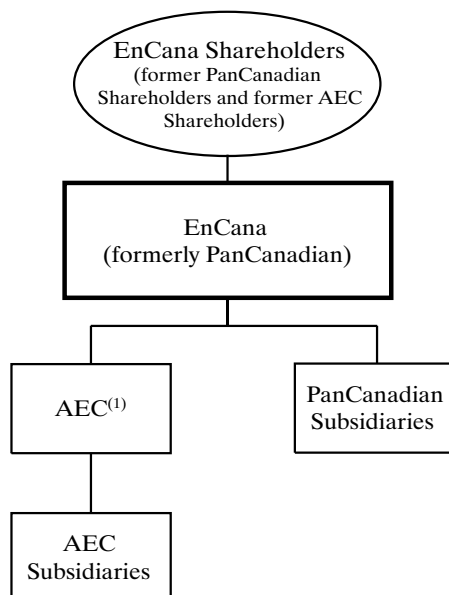 EnCana Shareholders
(former PanCanadian
Shareholders and former AEC
Shareholders)
EnCana
(formerly PanCanadian)
AEC(1)
PanCanadian
Subsidiaries
AEC
Subsidiaries